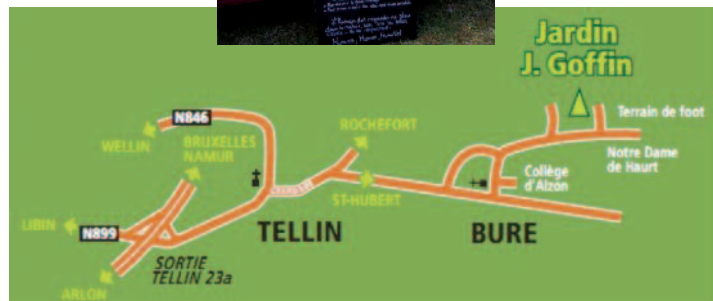 Jardin
J. Goffin
N846
WELLIN
BRUXELLES
NAMUR
ROCHEFORT
Terrain de foot
Notre Dame
de Haurt
Collège
d'Alzon
ST-HUBERT
LIBIN
N899
TELLIN
BURE
SORTIE
TELLIN 23a
ARLON